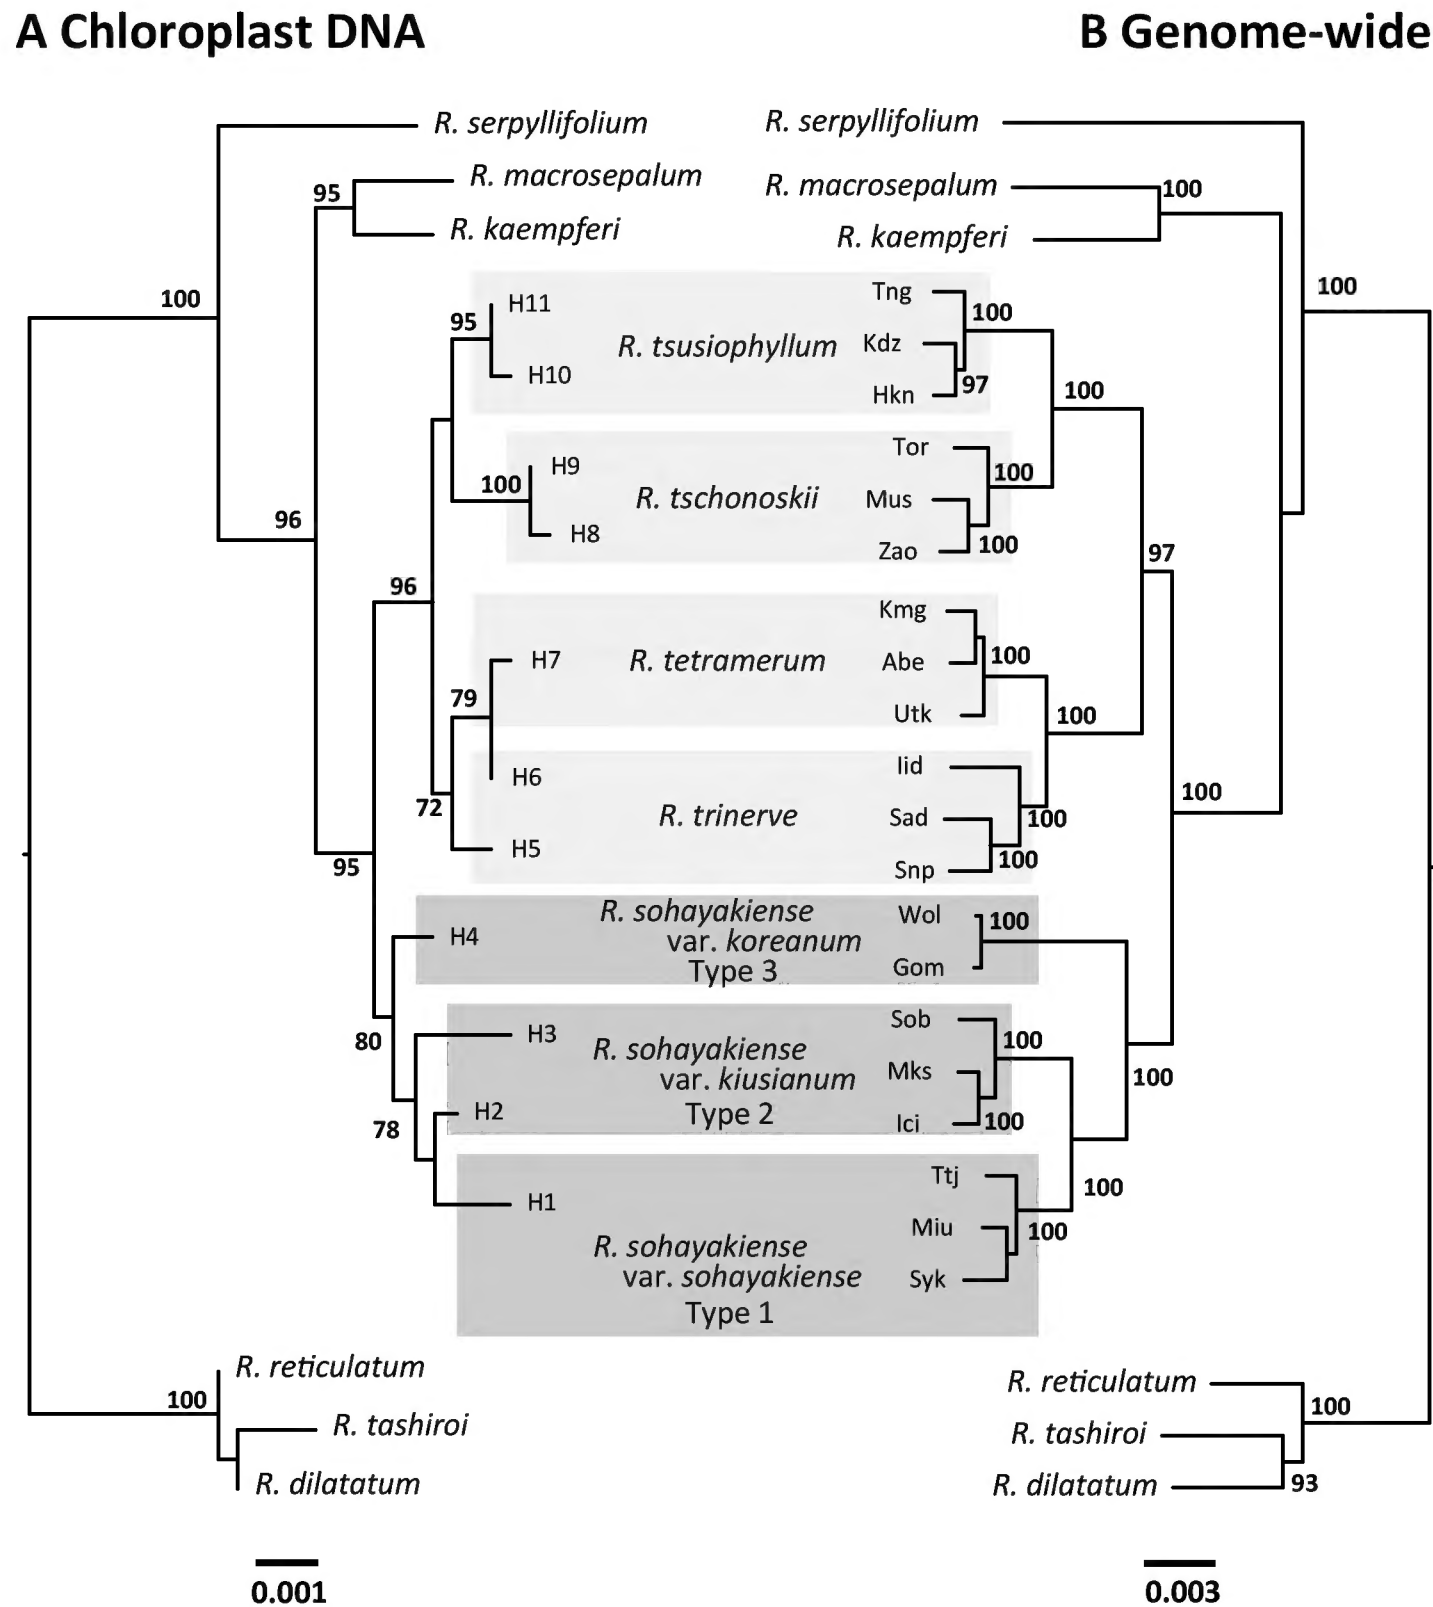 A Chloroplast DNA
B Genome-wide
R. serpyllifolium
R. serpyllifolium
R. macrosepalum
R. macrosepalum
95
100
R. kaempferi
R. kaempferi
100
100
H11
Tng
95
100
R. tsusiophyllum
Kdz
H10
97
Hkn
100
H9
Tor
100
100
R. tschonoskii
Mus
H8
Zao
100
96
97
96
Kmg
H7
R. tetramerum
Abe
100
79
Utk
100
H6
Iid
72
R. trinerve
Sad
100
100
H5
Snp
100
95
R. sohayakiense
var. koreanum
Type 3
H4
Wol
100
Gom
80
H3
R. sohayakiense
var. kiusianum
Type 2
Sob
100
Mks
100
H2
Ici
100
78
H1
Ttj
100
Miu
100
R. sohayakiense
var. sohayakiense
Type 1
Syk
R. reticulatum
R. reticulatum
100
100
R. tashiroi
R. tashiroi
R. dilatatum
R. dilatatum
93
0.001
0.003